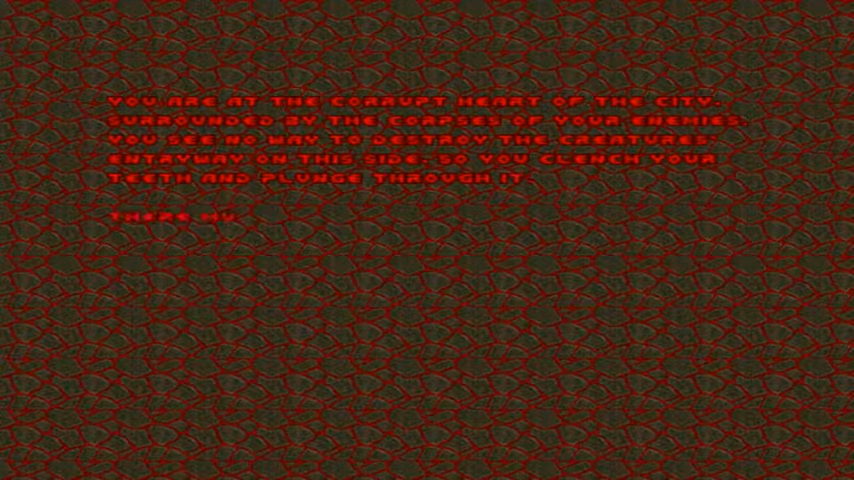 YOU ARE AT THE CORRUPT HEART OF THE CITY,
SURROUNDED BY THE CORPSES OF YOUR ENEMIES.
YOU SEE NO WAY TO DESTROY THE CREATURES'
ENTRYWAY ON THIS SIDE, SO YOU CLENCH YOUR
TEETH AND PLUNGE THROUGH IT
THERE MU